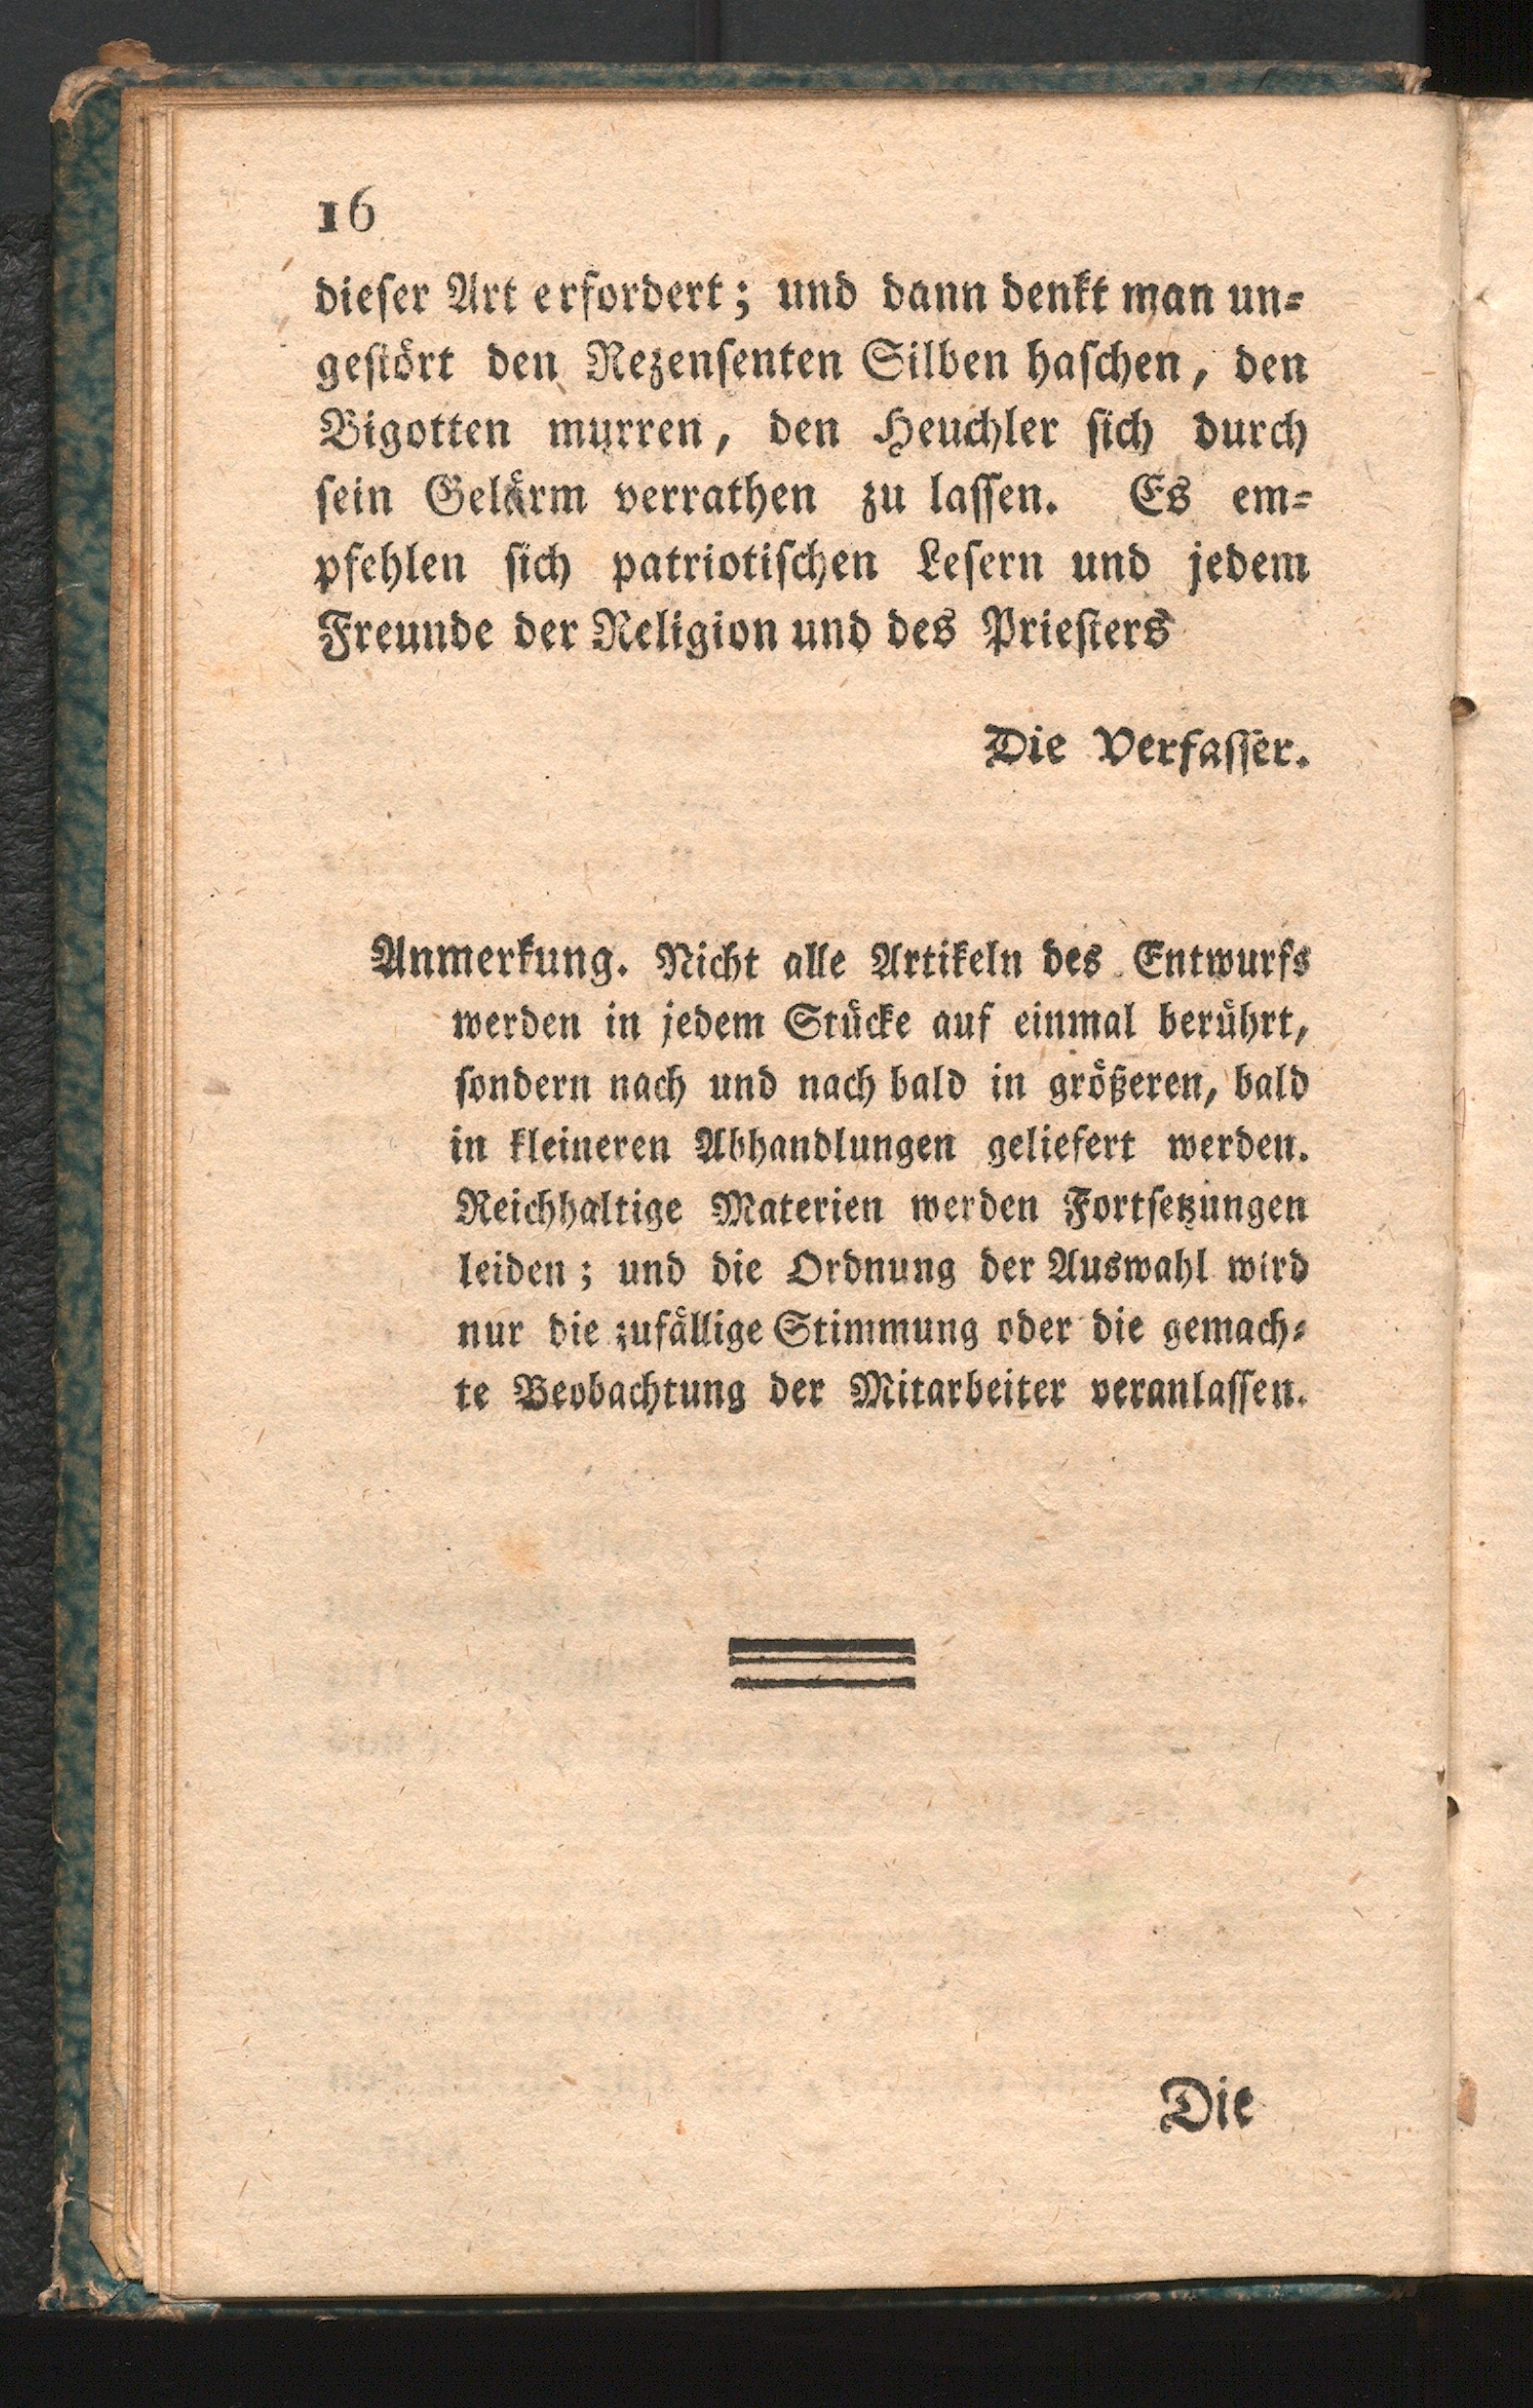 16
dieser Art erfordert; und dann denkt man un=
gestört den Rezensenten Silben haschen, den
Bigotten murren, den Heuchler sich durch
sein Gelärm verrathen zu lassen. Es em=
pfehlen sich patriotischen Lesern und jedem
Freunde der Religion und des Priesters
Die Verfasser.
Anmerkung. Nicht alle Artikeln des Entwurfs
werden in jedem Stücke auf einmal berührt,
sondern nach und nach bald in größeren, bald
in kleineren Abhandlungen geliefert werden.
Reichhaltige Materien werden Fortsetzungen
leiden; und die Ordnung der Auswahl wird
nur die zufällige Stimmung oder die gemach=
te Beobachtung der Mitarbeiter veranlassen.
Die